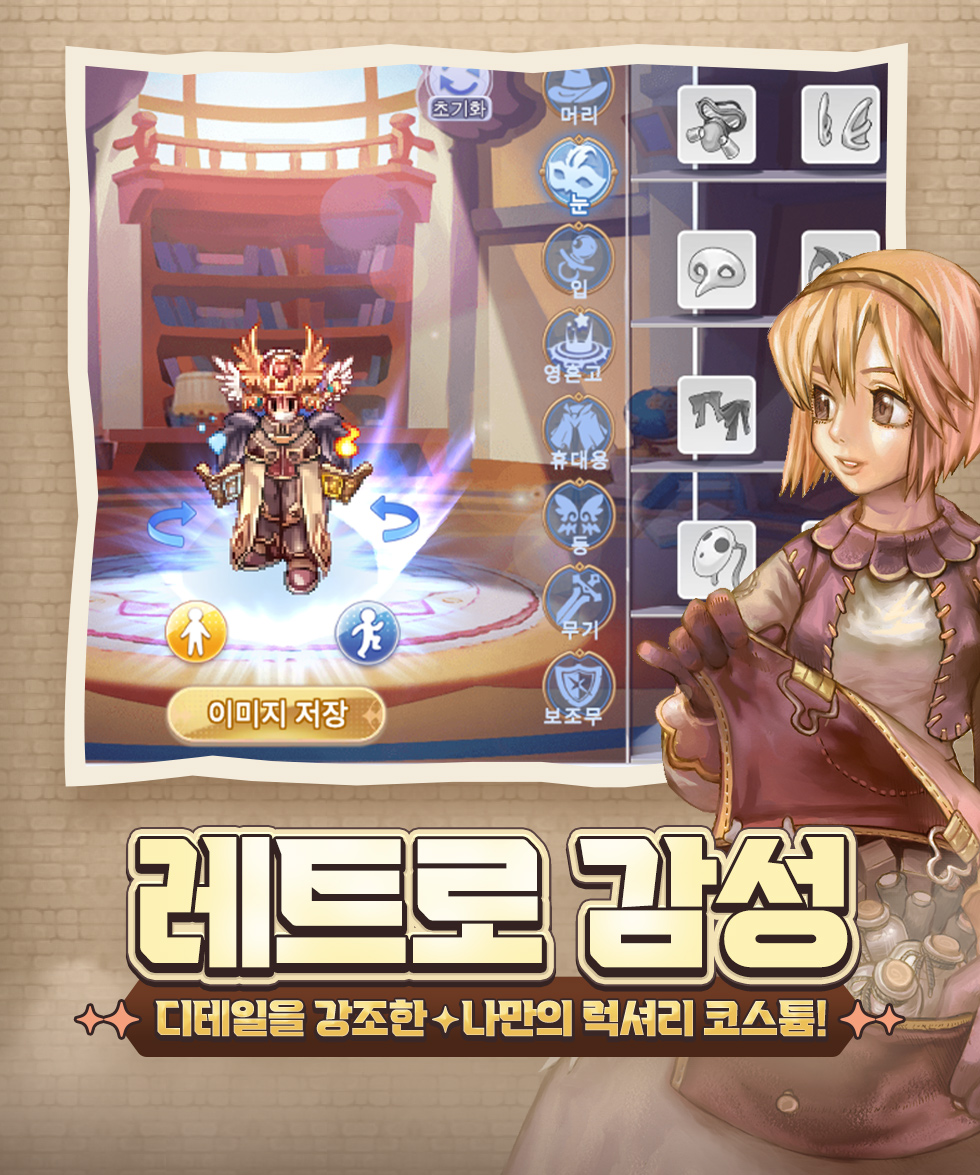 초기화
머리
눈
입
영혼고
휴대용
등
무기
보조무
이미지 저장
레트로 감성
디테일을 강조한 나만의 럭셔리 코스튬!